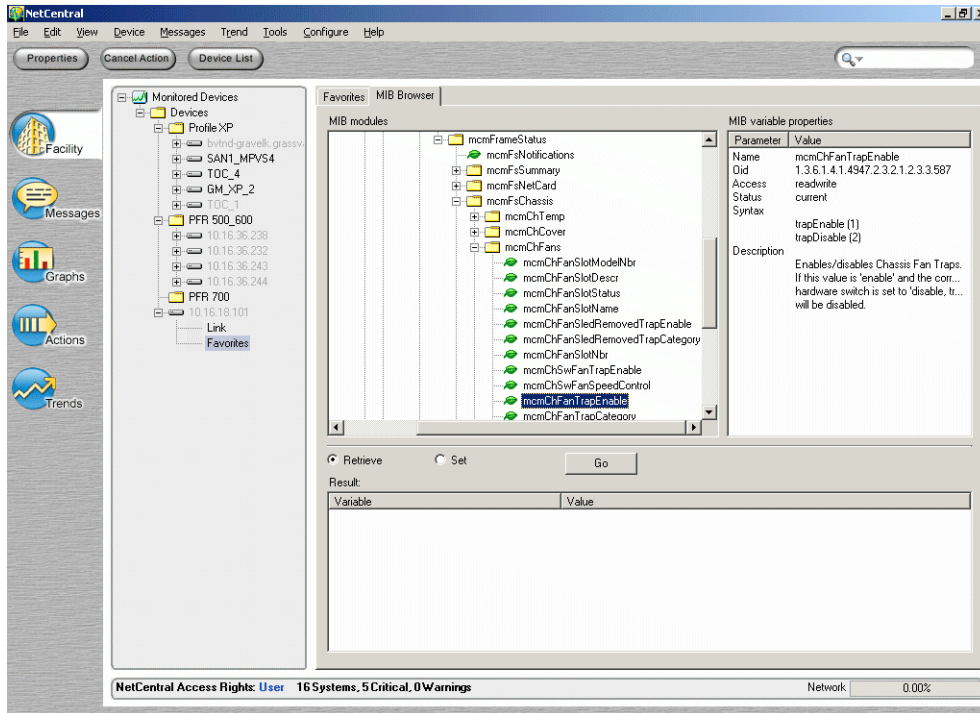 NetCentral
File Edit View Device Messages Trend Tools Configure Help
Properties Cancel Action Device List
Facility
Messages
Graphs
Actions
Trends
Monitored Devices
Devices
Profile XP
bvtnd-gravelk.grassv
SAN1_MPVS4
TOC_4
GM_XP_2
TOC_1
PFR 500_600
10.16.36.238
10.16.36.232
10.16.36.243
10.16.36.244
PFR 700
10.16.18.101
Link
Favorites
Favorites MIB Browser
MIB modules
mcmFrameStatus
mcmFsNotifications
mcmFsSummary
mcmFsNetCard
mcmFsChassis
mcmChTemp
mcmChCover
mcmChFans
mcmChFanSlotModelNbr
mcmChFanSlotDescr
mcmChFanSlotStatus
mcmChFanSlotName
mcmChFanSledRemovedTrapEnable
mcmChFanSledRemovedTrapCategory
mcmChFanSlotNbr
mcmChSwFanTrapEnable
mcmChSwFanSpeedControl
mcmChFanTrapEnable
mcmChFanTrapCategory
MIB variable properties
Parameter Value
Name mcmChFanTrapEnable
Oid 1.3.6.1.4.1.4947.2.3.2.1.2.3.3.587
Access readwrite
Status current
Syntax
trapEnable (1)
trapDisable (2)
Description
Enables/disables Chassis Fan Traps.
If this value is 'enable' and the corr...
hardware switch is set to 'disable, tr...
will be disabled.
Retrieve Set Go
Result:
Variable Value
NetCentral Access Rights: User 16 Systems, 5 Critical, 0 Warnings
Network 0.00%